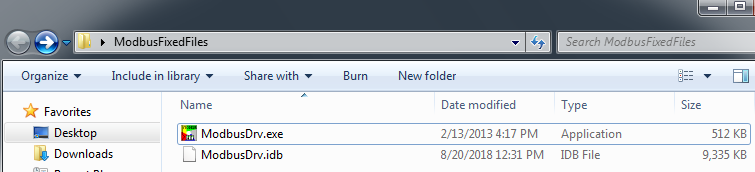 ModbusFixedFiles
Search ModbusFixedFiles
Organize Include in library Share with Burn New folder
Favorites
Desktop
Downloads
Name Date modified Type Size
ModbusDrv.exe 2/13/2013 4:17 PM Application 512 KB
ModbusDrv.idb 8/20/2018 12:31 PM IDB File 9,335 KB